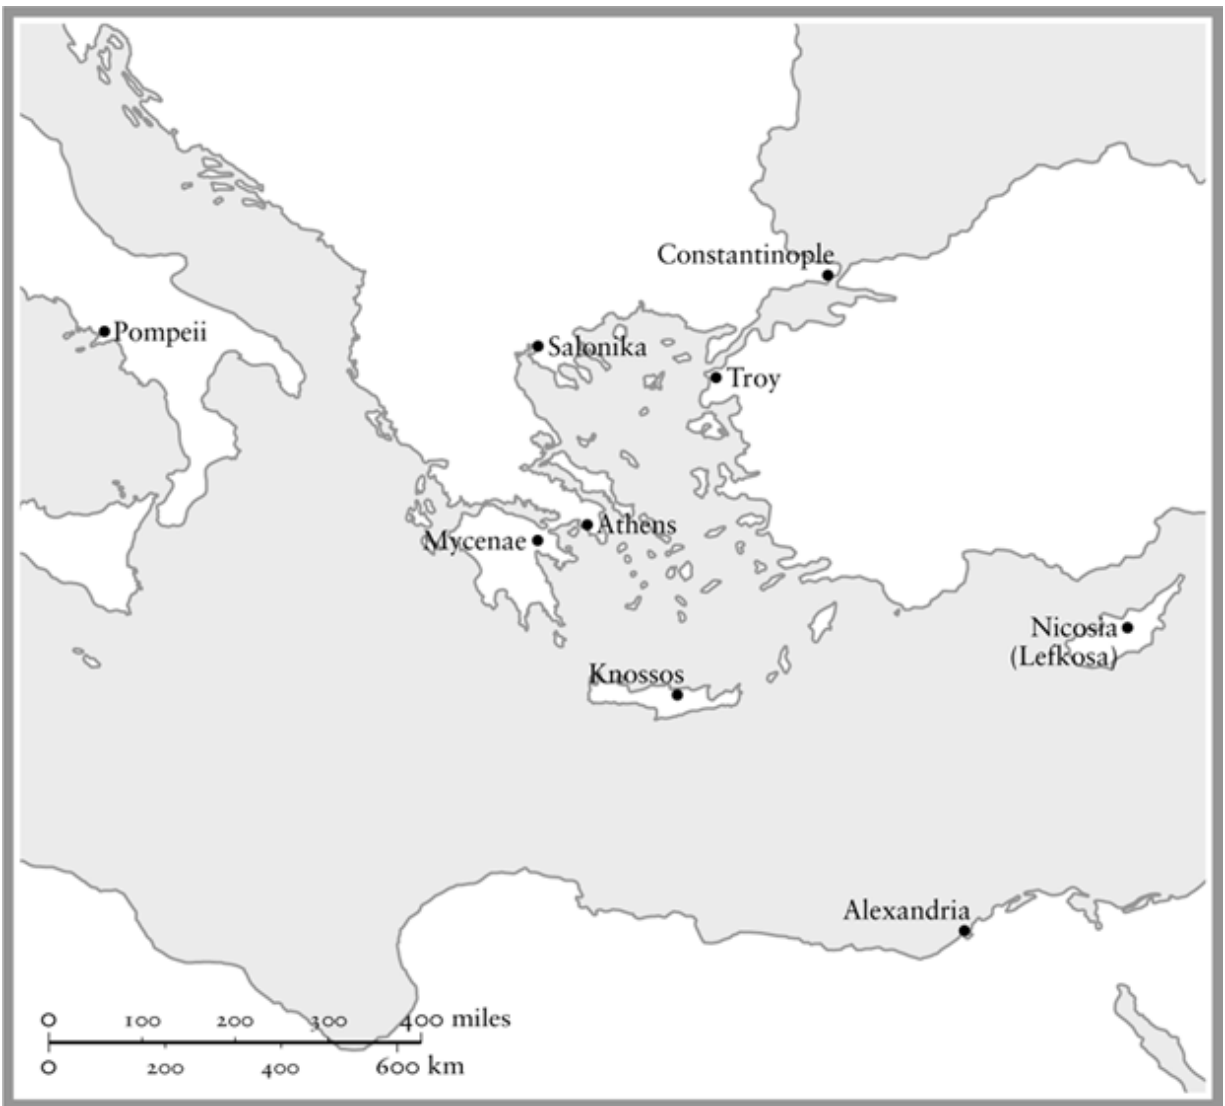 Constantinople
Pompeii
Salonika
Troy
Athens
Mycenae
Nicosia
(Lefkosa)
Knossos
Alexandria
0 100 200 300 400 miles
0 200 400 600 km